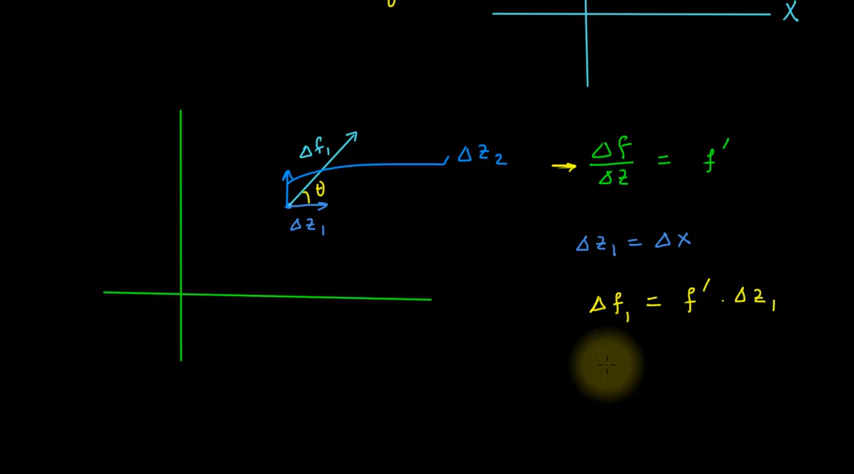 X
Δf₁
Δz₂
θ
Δz₁
Δf/Δz = f′
Δz₁ = Δx
Δf₁ = f′ · Δz₁